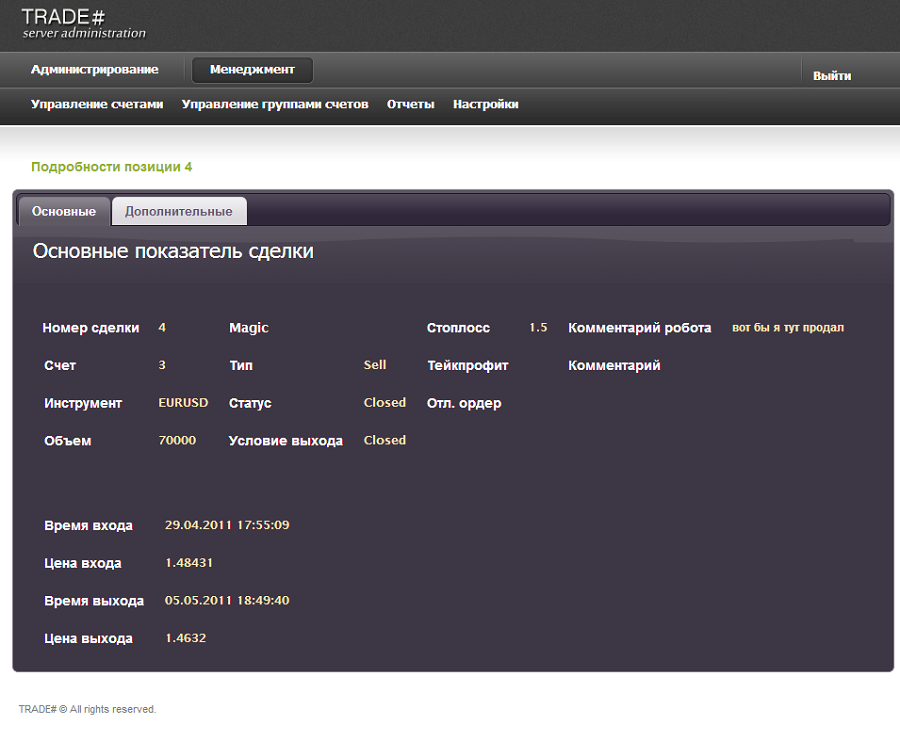 TRADE#
server administration
Администрирование Менеджмент Выйти
Управление счетами Управление группами счетов Отчеты Настройки
Подробности позиции 4
Основные Дополнительные
Основные показатель сделки
Номер сделки 4 Magic Стоплосс 1.5 Комментарий робота вот бы я тут продал
Счет 3 Тип Sell Тейкпрофит Комментарий
Инструмент EURUSD Статус Closed Отл. ордер
Объем 70000 Условие выхода Closed
Время входа 29.04.2011 17:55:09
Цена входа 1.48431
Время выхода 05.05.2011 18:49:40
Цена выхода 1.4632
TRADE# © All rights reserved.